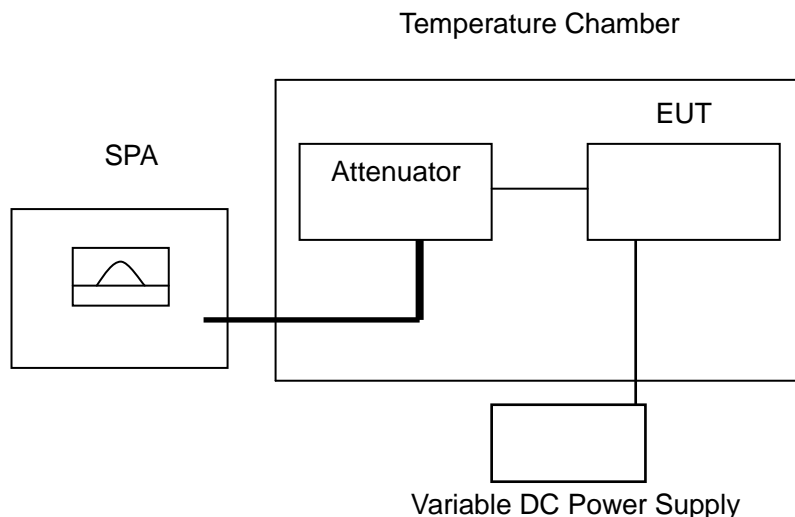 Temperature Chamber
EUT
SPA
Attenuator
Variable DC Power Supply